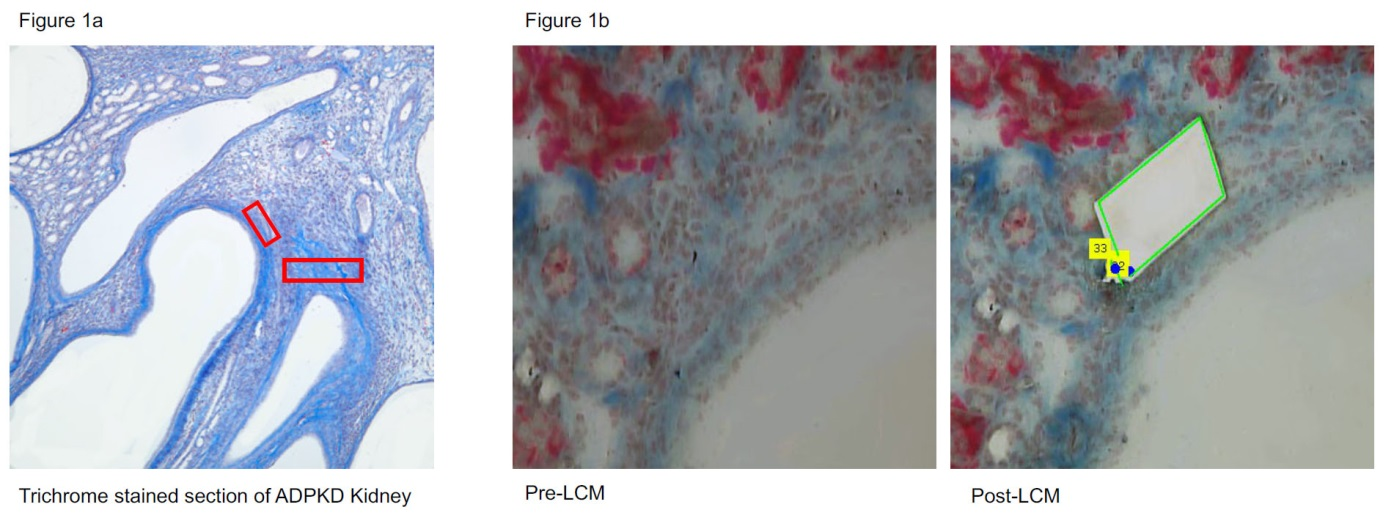 Figure 1a
Figure 1b
33
Trichrome stained section of ADPKD Kidney
Pre-LCM
Post-LCM